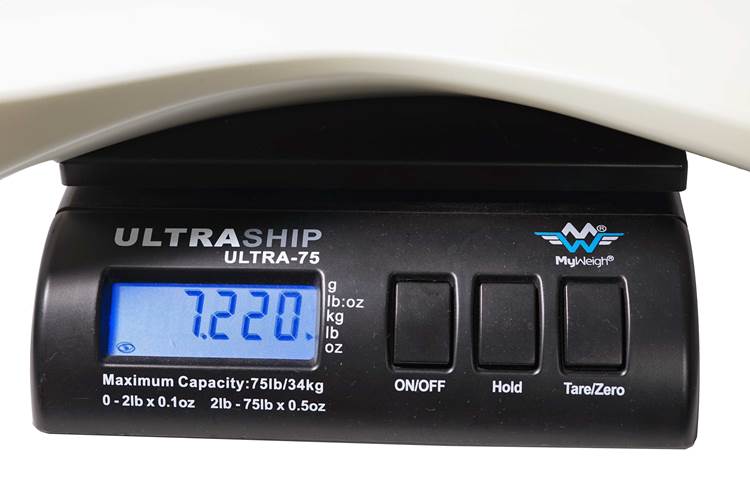 ULTRASHIP
ULTRA-75
MW®
MyWeigh®
7.220
g
lb:oz
kg
lb
oz
Maximum Capacity:75lb/34kg
0 - 2lb x 0.1oz 2lb - 75lb x 0.5oz
ON/OFF
Hold
Tare/Zero